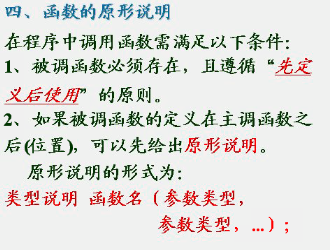 四、函数的原形说明
在程序中调用函数需满足以下条件：
1、被调函数必须存在，且遵循“先定
义后使用”的原则。
2、如果被调函数的定义在主调函数之
后(位置)，可以先给出原形说明。
原形说明的形式为：
类型说明 函数名（参数类型，
参数类型，...）；